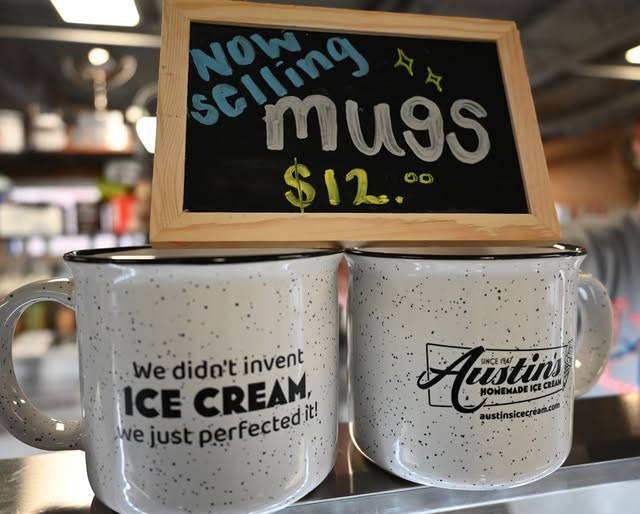 NOW
selling
mugs
$12.00
We didn't invent
ICE CREAM,
we just perfected it!
SINCE 1947
Austin's
HOMEMADE ICE CREAM
austinsicecream.com